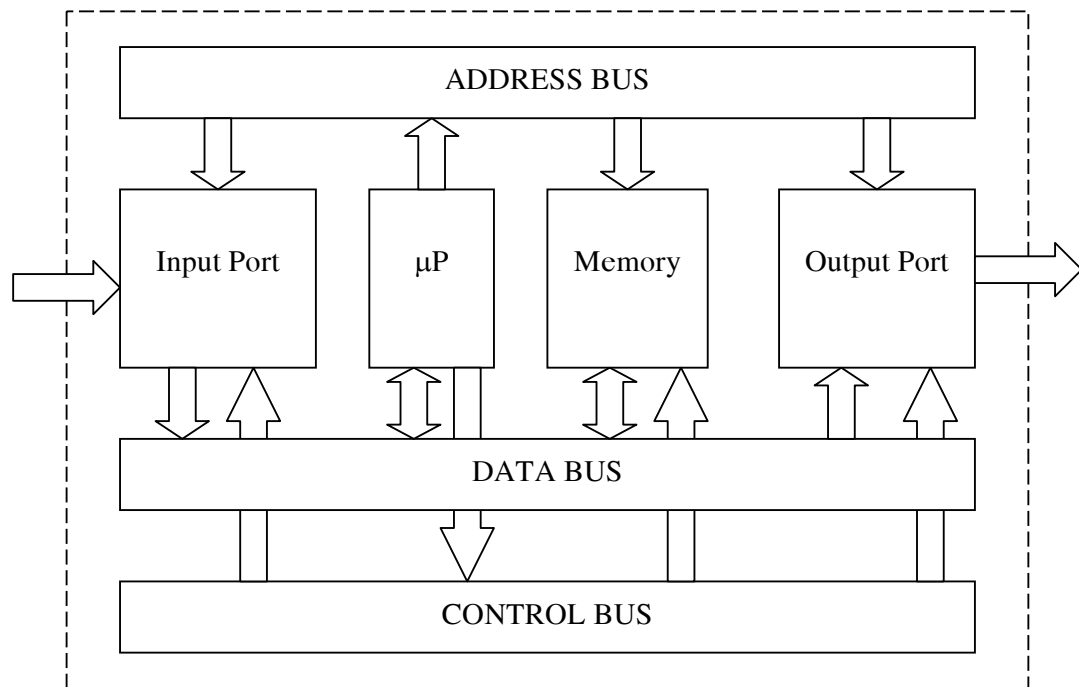 ADDRESS BUS
Input Port
μP
Memory
Output Port
DATA BUS
CONTROL BUS